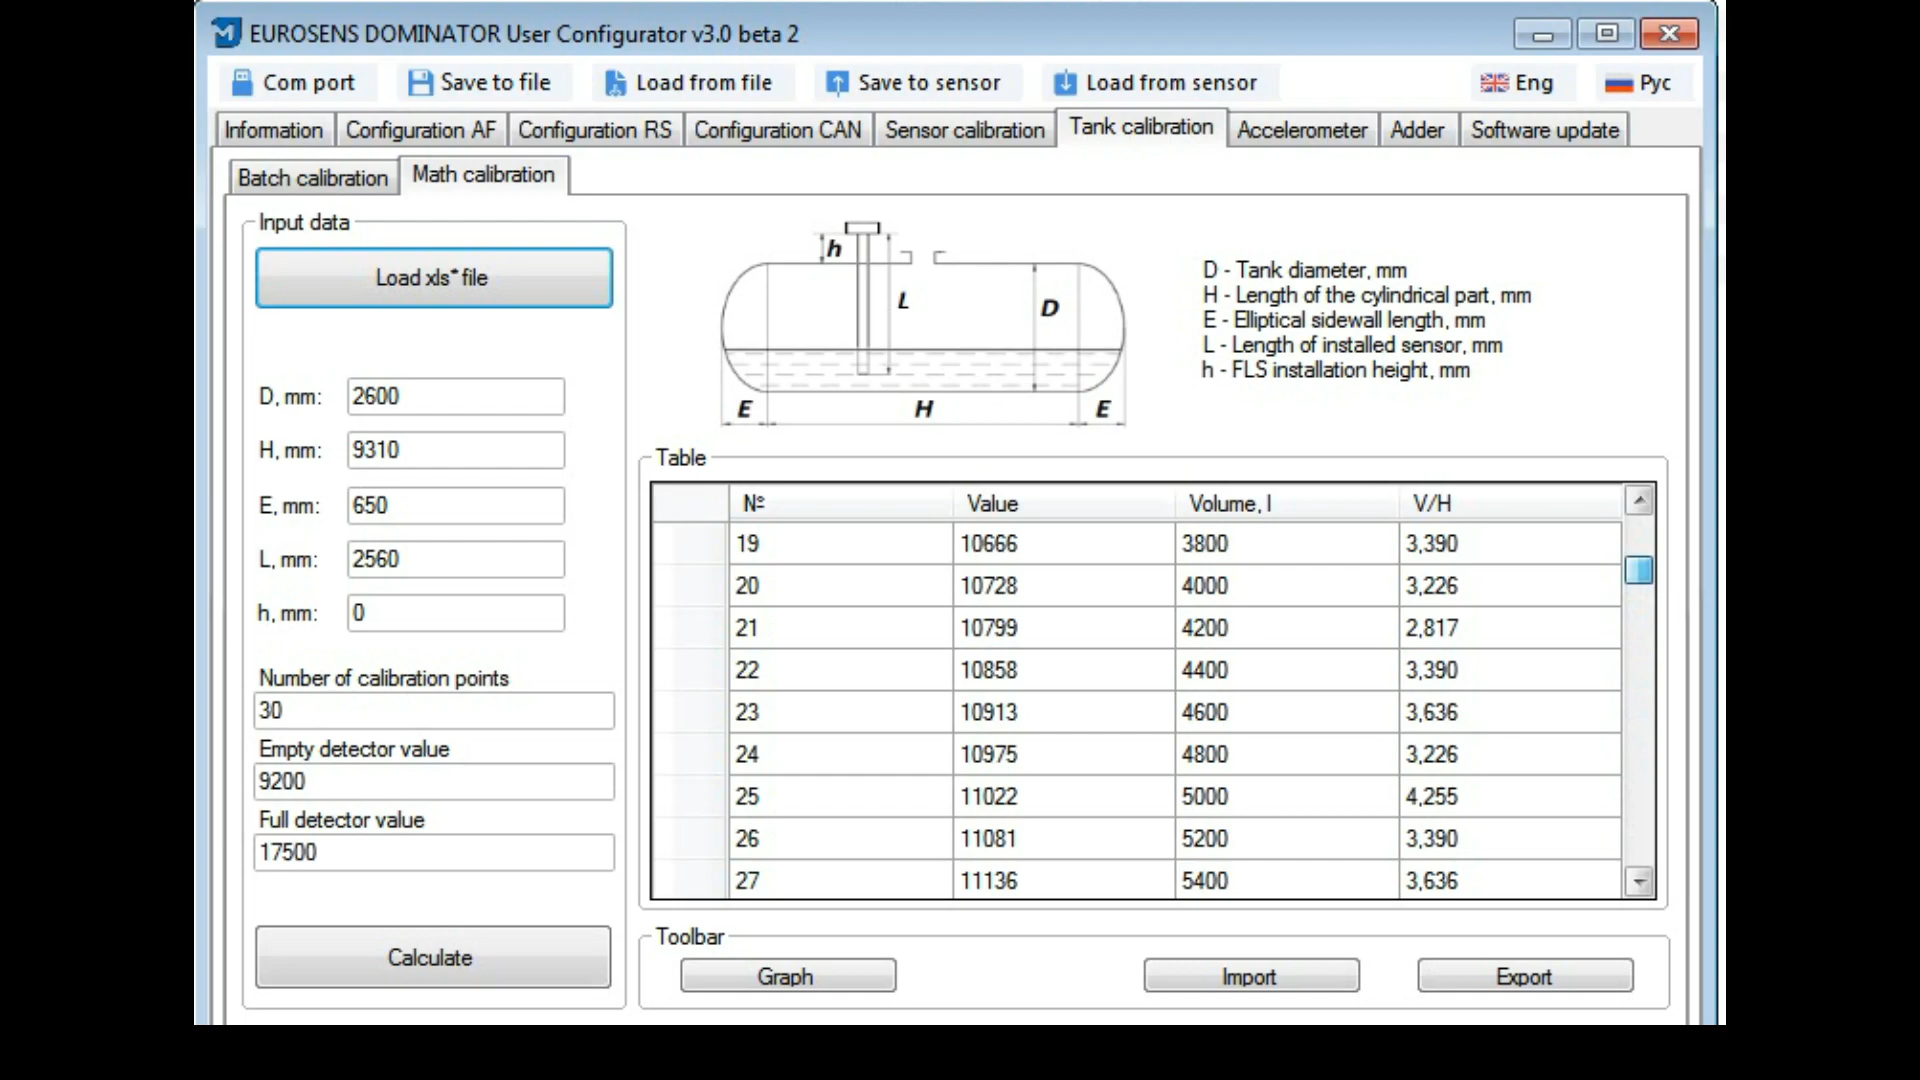 EUROSENS DOMINATOR User Configurator v3.0 beta 2
Com port Save to file Load from file Save to sensor Load from sensor Eng Рус
Information Configuration AF Configuration RS Configuration CAN Sensor calibration Tank calibration Accelerometer Adder Software update
Batch calibration Math calibration
Input data
Load xls* file
D, mm: 2600
H, mm: 9310
E, mm: 650
L, mm: 2560
h, mm: 0
Number of calibration points
30
Empty detector value
9200
Full detector value
17500
Calculate
h
L
D
E H E
D - Tank diameter, mm
H - Length of the cylindrical part, mm
E - Elliptical sidewall length, mm
L - Length of installed sensor, mm
h - FLS installation height, mm
Table
№ Value Volume, l V/H
19 10666 3800 3,390
20 10728 4000 3,226
21 10799 4200 2,817
22 10858 4400 3,390
23 10913 4600 3,636
24 10975 4800 3,226
25 11022 5000 4,255
26 11081 5200 3,390
27 11136 5400 3,636
Toolbar
Graph Import Export